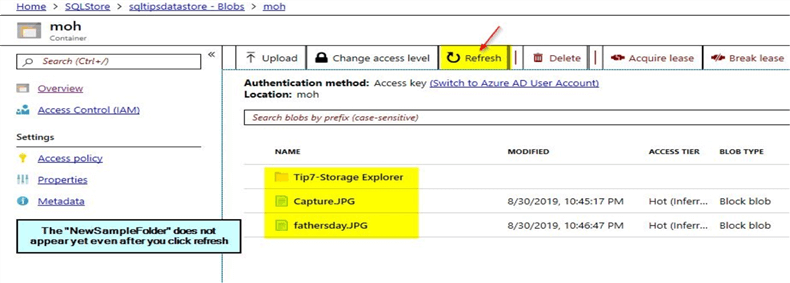 Home > SQLStore > sqltipsdatastore - Blobs > moh
moh
Container
Search (Ctrl+/)
«
Upload
Change access level
Refresh
Delete
Acquire lease
Break lease
Overview
Access Control (IAM)
Settings
Access policy
Properties
Metadata
Authentication method: Access key (Switch to Azure AD User Account)
Location: moh
Search blobs by prefix (case-sensitive)
NAME MODIFIED ACCESS TIER BLOB TYPE
Tip7-Storage Explorer
Capture.JPG 8/30/2019, 10:45:17 PM Hot (Inferr... Block blob
fathersday.JPG 8/30/2019, 10:46:47 PM Hot (Inferr... Block blob
The "NewSampleFolder" does not
appear yet even after you click refresh